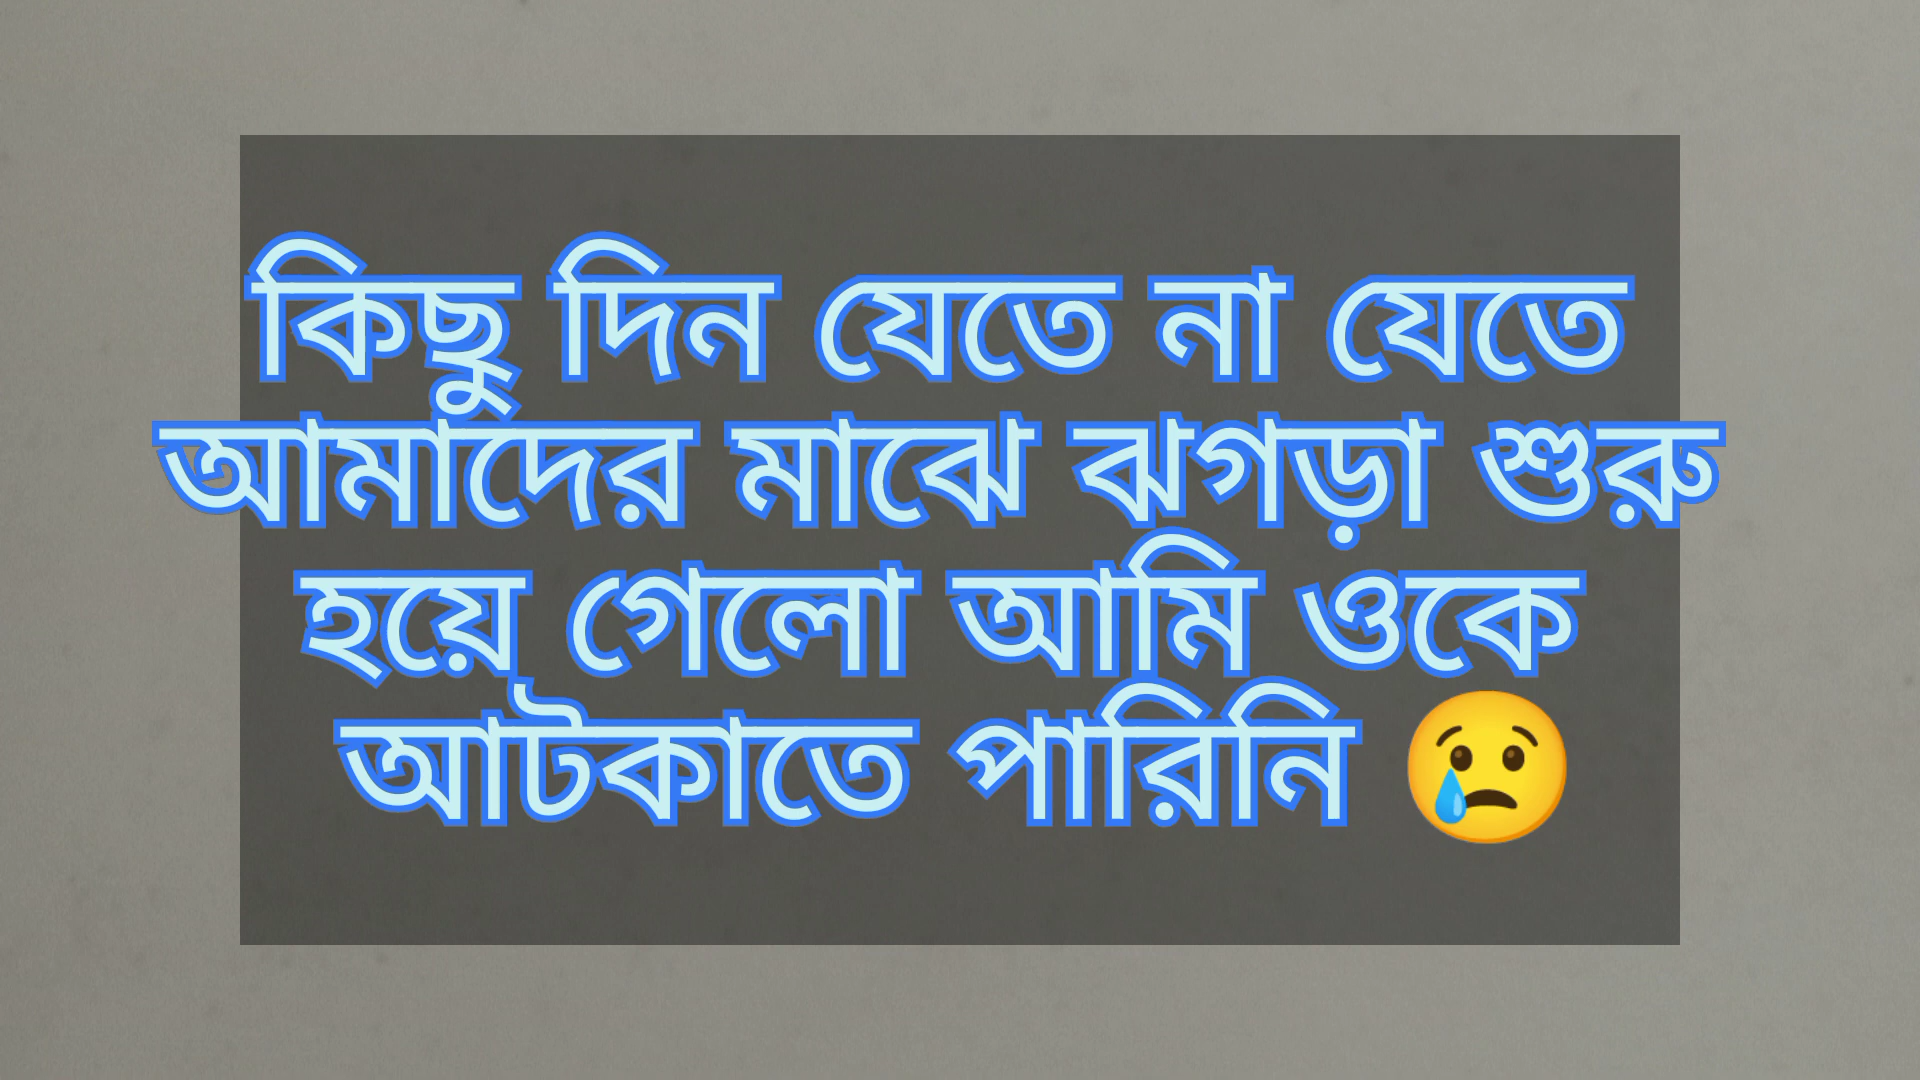 কিছু দিন যেতে না যেতে
আমাদের মাঝে ঝগড়া শুরু
হয়ে গেলো আমি ওকে
আটকাতে পারিনি 😢